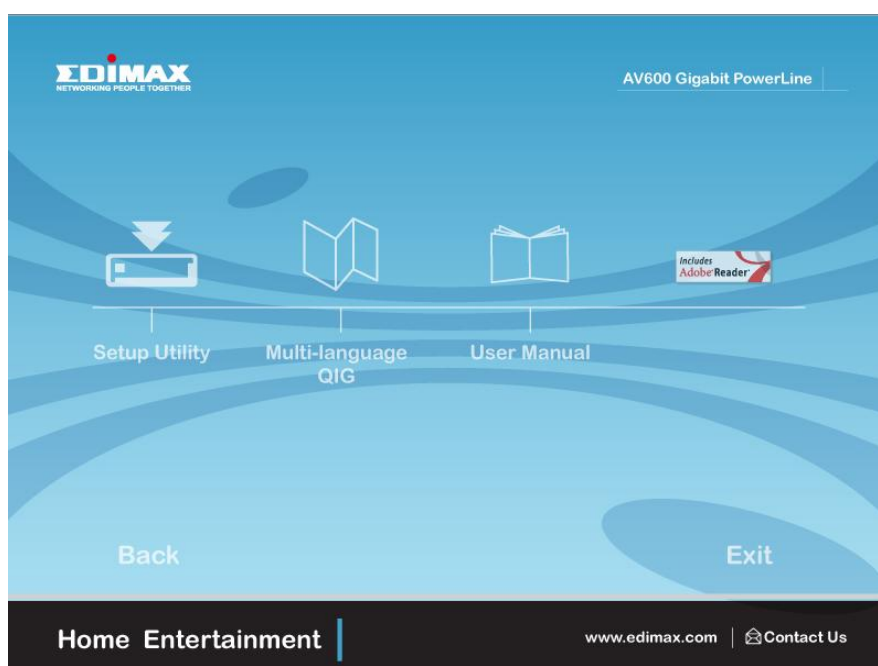 EDIMAX
NETWORKING PEOPLE TOGETHER
AV600 Gigabit PowerLine
Includes
Adobe Reader
Setup Utility
Multi-language
QIG
User Manual
Back
Exit
Home Entertainment
www.edimax.com
Contact Us